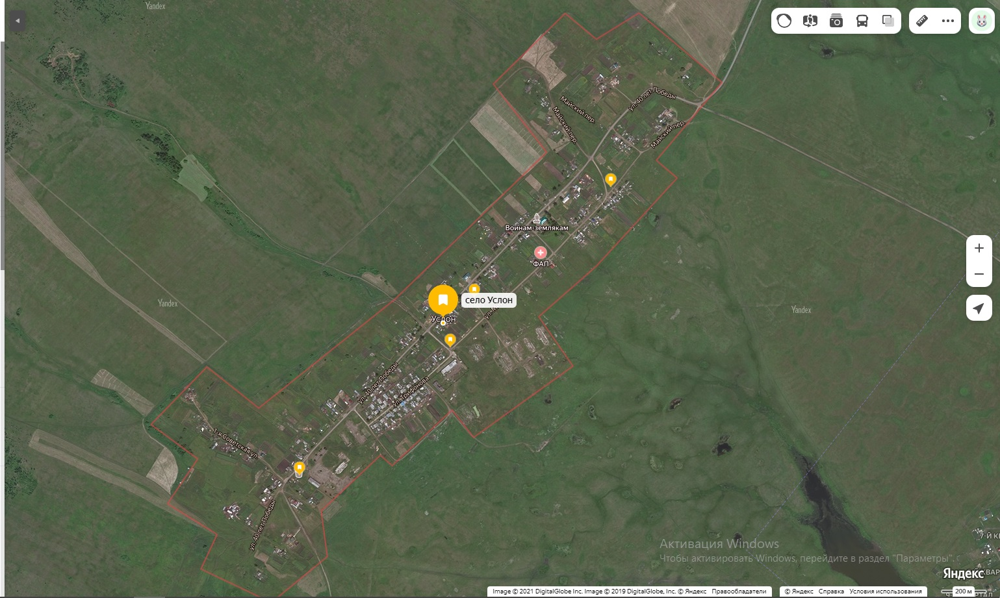 Yandex
ул. 40 лет Победы
Майский пер.
Майский пер.
Майский пер.
Воинам-землякам
ФАП
село Услон
Услон
Yandex
Yandex
ул. 40 лет Победы
ул. Трифонова
1-я Советская ул.
ул. 40 лет Победы
Активация Windows
Чтобы активировать Windows, перейдите в раздел "Параметры".
Яндекс
200 м
Image © 2021 DigitalGlobe Inc. Image © 2019 DigitalGlobe, Inc. © Яндекс Правообладатели
© Яндекс Справка Условия использования